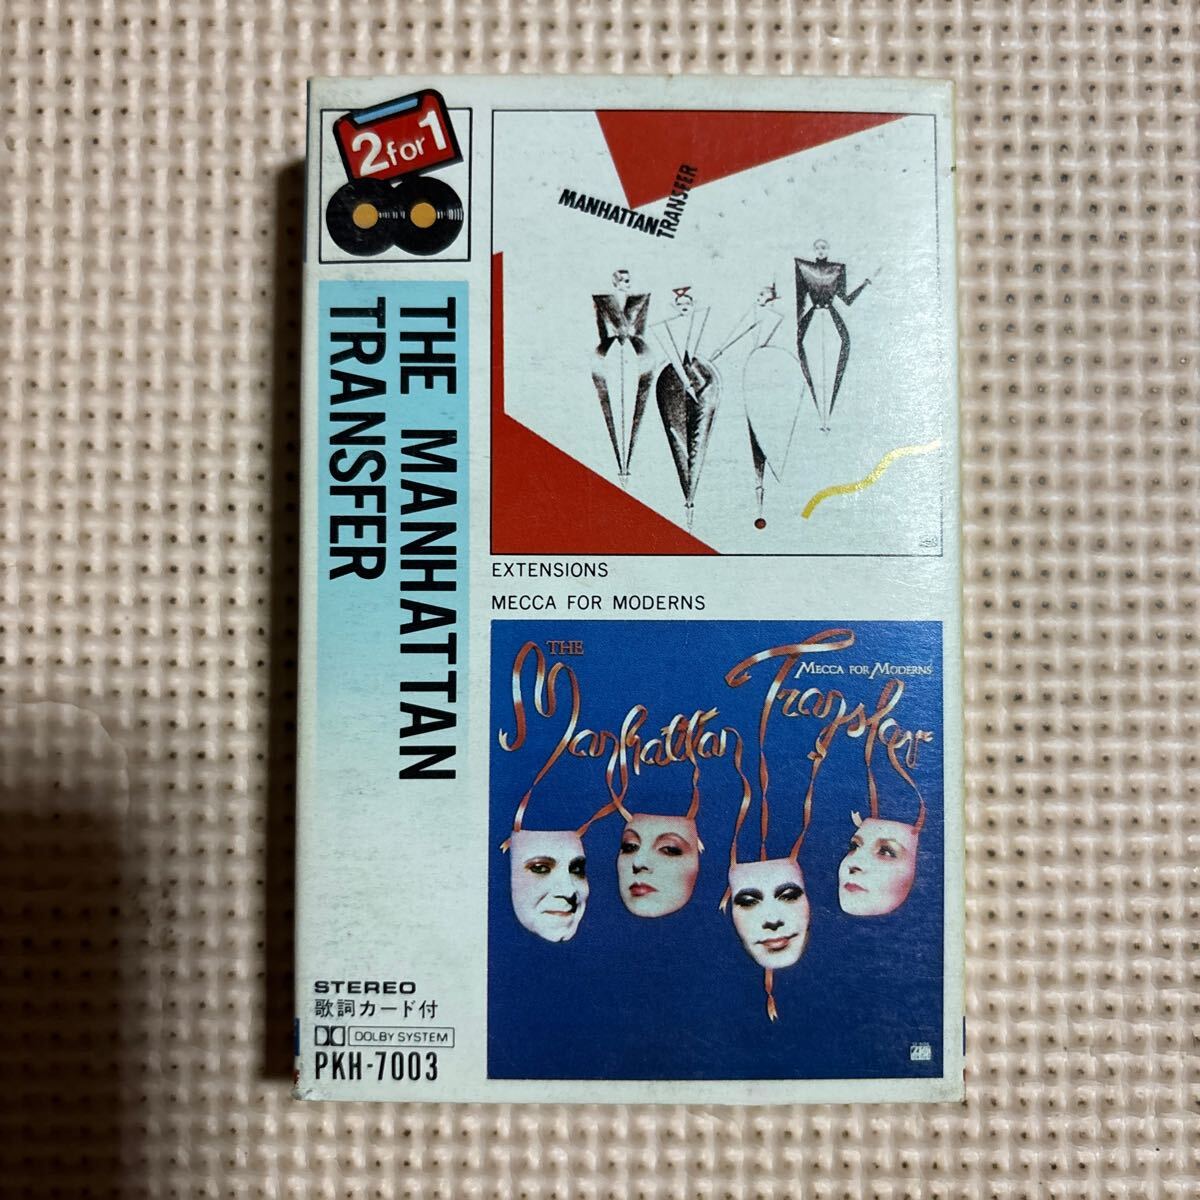 2 for 1
THE MANHATTAN
TRANSFER
STEREO
歌詞カード付
DOLBY SYSTEM
PKH-7003
MANHATTAN
TRANSFER
EXTENSIONS
MECCA FOR MODERNS
THE
Manhattan Transfer
MECCA FOR MODERNS